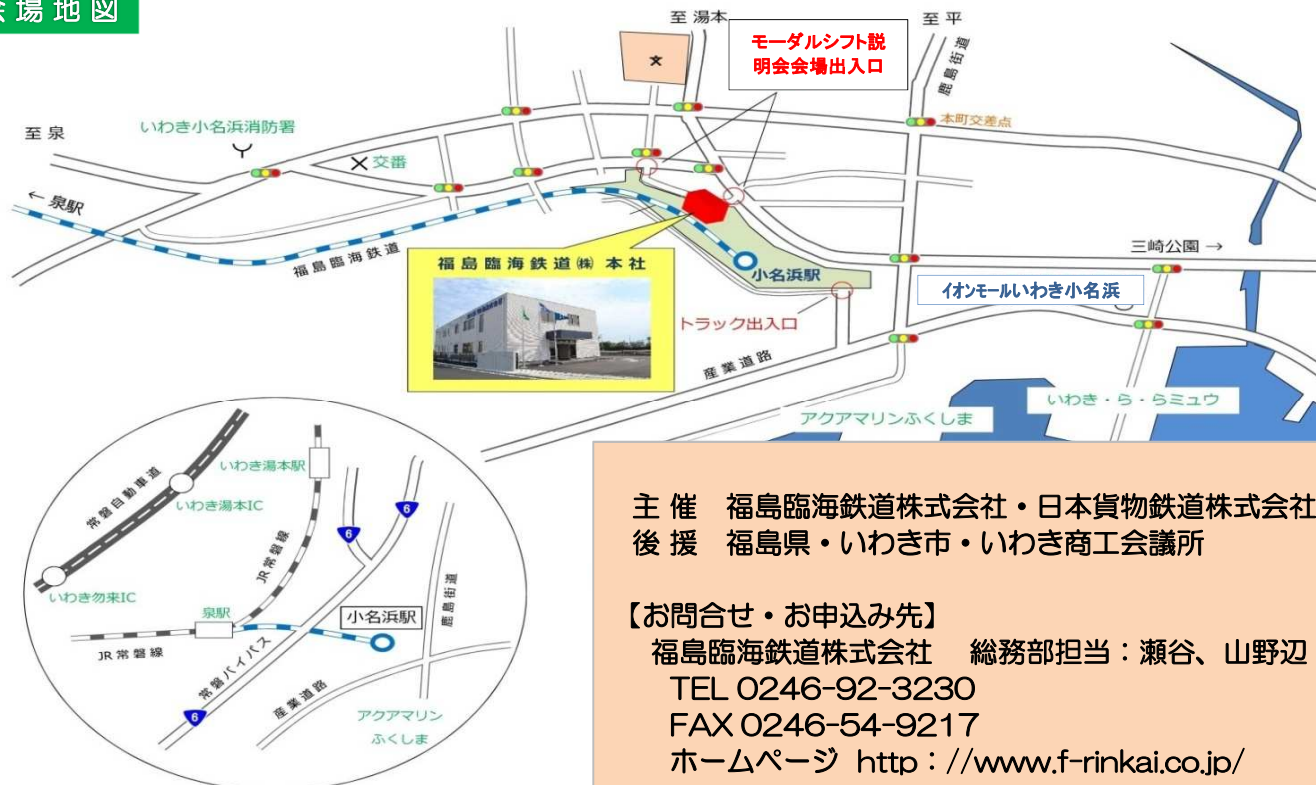 会場地図
至 湯本
至 平
モーダルシフト説
明会会場出入口
鹿島街道
文
本町交差点
至 泉
いわき小名浜消防署
交番
← 泉駅
福島臨海鉄道
福島臨海鉄道㈱ 本社
小名浜駅
三崎公園 →
イオンモールいわき小名浜
トラック出入口
産業道路
いわき・ら・らミュウ
アクアマリンふくしま
いわき湯本駅
常磐自動車道
いわき湯本IC
6
6
JR常磐線
いわき勿来IC
泉駅
小名浜駅
鹿島街道
JR常磐線
常磐バイパス
6
産業道路
アクアマリン
ふくしま
主 催 福島臨海鉄道株式会社・日本貨物鉄道株式会社
後 援 福島県・いわき市・いわき商工会議所
【お問合せ・お申込み先】
福島臨海鉄道株式会社 総務部担当：瀬谷、山野辺
TEL 0246-92-3230
FAX 0246-54-9217
ホームページ http：//www.f-rinkai.co.jp/